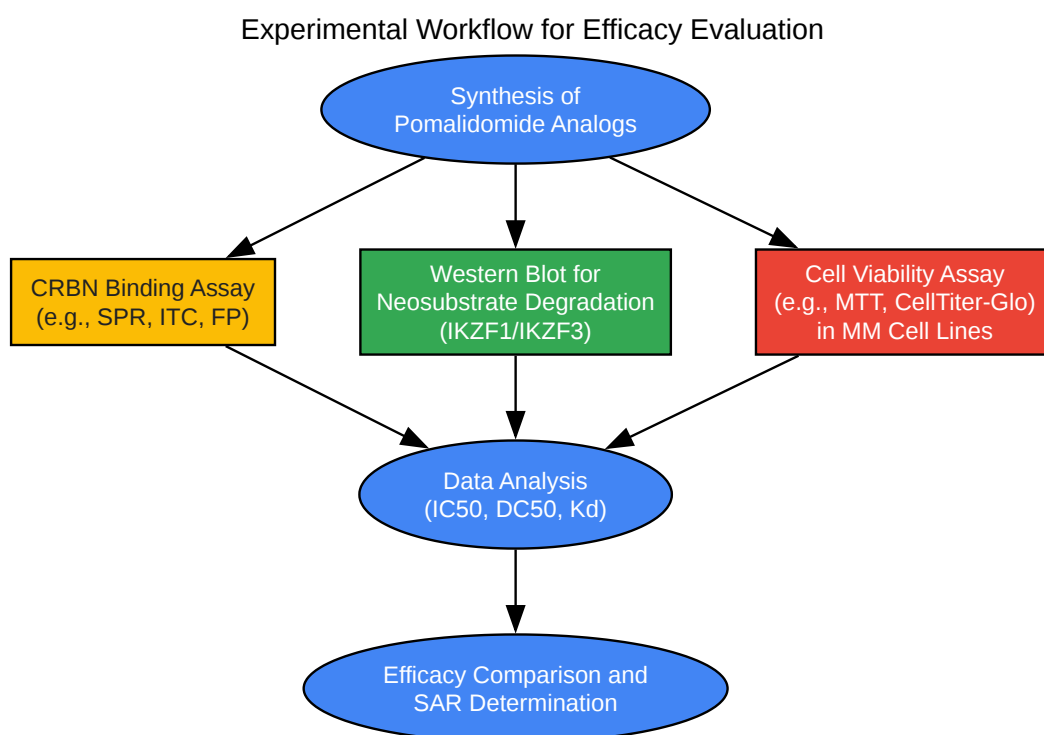 Experimental Workflow for Efficacy Evaluation
Synthesis of
Pomalidomide Analogs
CRBN Binding Assay
(e.g., SPR, ITC, FP)
Western Blot for
Neosubstrate Degradation
(IKZF1/IKZF3)
Cell Viability Assay
(e.g., MTT, CellTiter-Glo)
in MM Cell Lines
Data Analysis
(IC50, DC50, Kd)
Efficacy Comparison and
SAR Determination